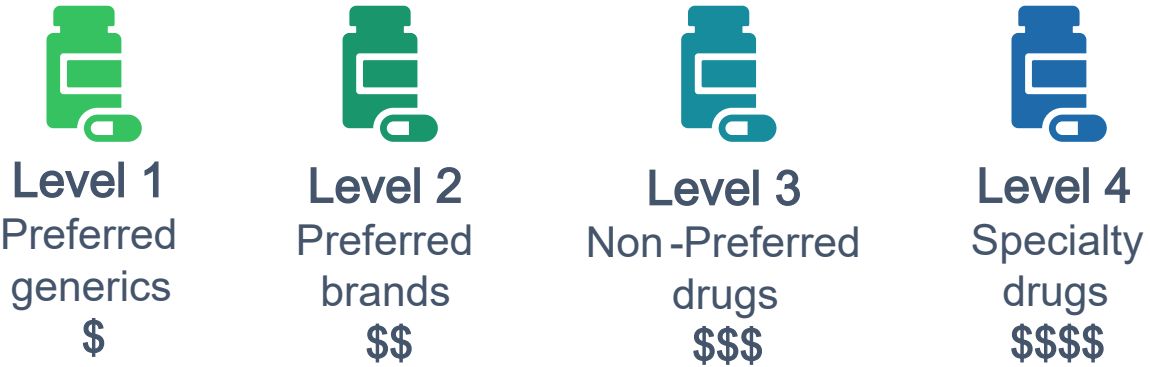 Level 1
Preferred
generics
$
Level 2
Preferred
brands
$$
Level 3
Non-Preferred
drugs
$$$
Level 4
Specialty
drugs
$$$$